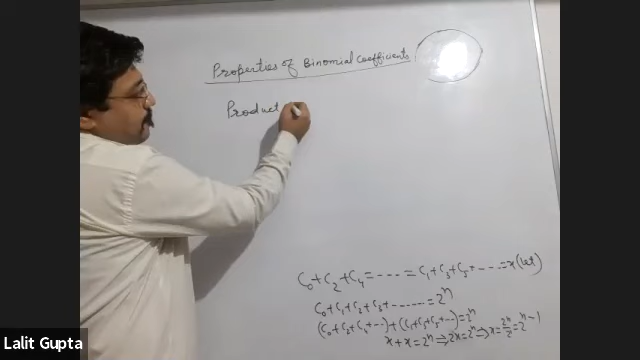 Properties of Binomial Coefficients
Product
C₀+C₂+C₄=----=C₁+C₃+C₅+-----=x(let)
C₀+C₁+C₂+C₃+-------=2ⁿ
(C₀+C₂+C₄+--)+(C₁+C₃+C₅+--)=2ⁿ
x+x=2ⁿ⇒2x=2ⁿ⇒x=2ⁿ/2=2ⁿ⁻¹
Lalit Gupta